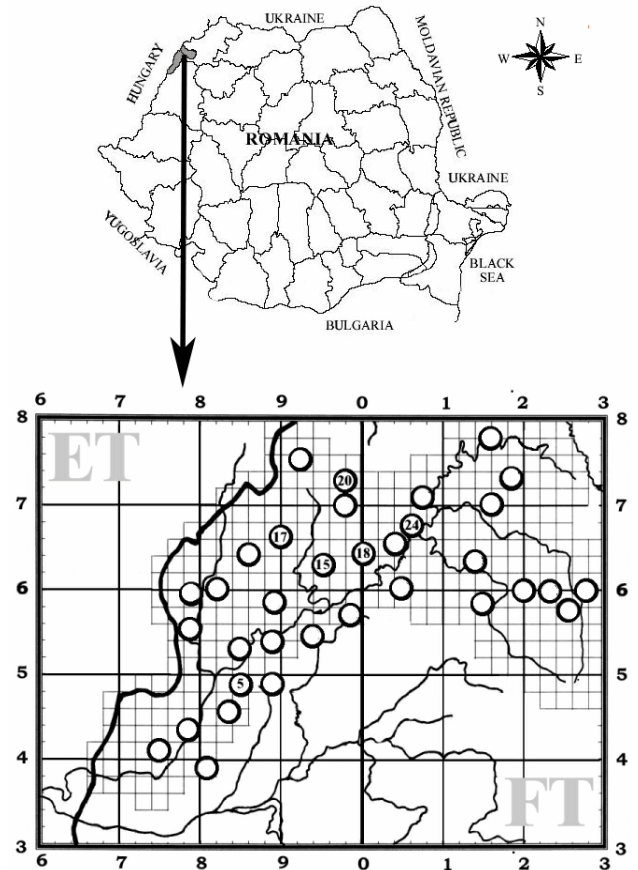 UKRAINE
MOLDAVIAN REPUBLIC
N
W E
S
HUNGARY
ROMANIA
UKRAINE
YUGOSLAVIA
BLACK
SEA
BULGARIA
6 7 8 9 0 1 2 3
8 8
ET
20
7 7
24
17
18
15
6 6
5 5
5
4 4
FT
3 3
6 7 8 9 0 1 2 3